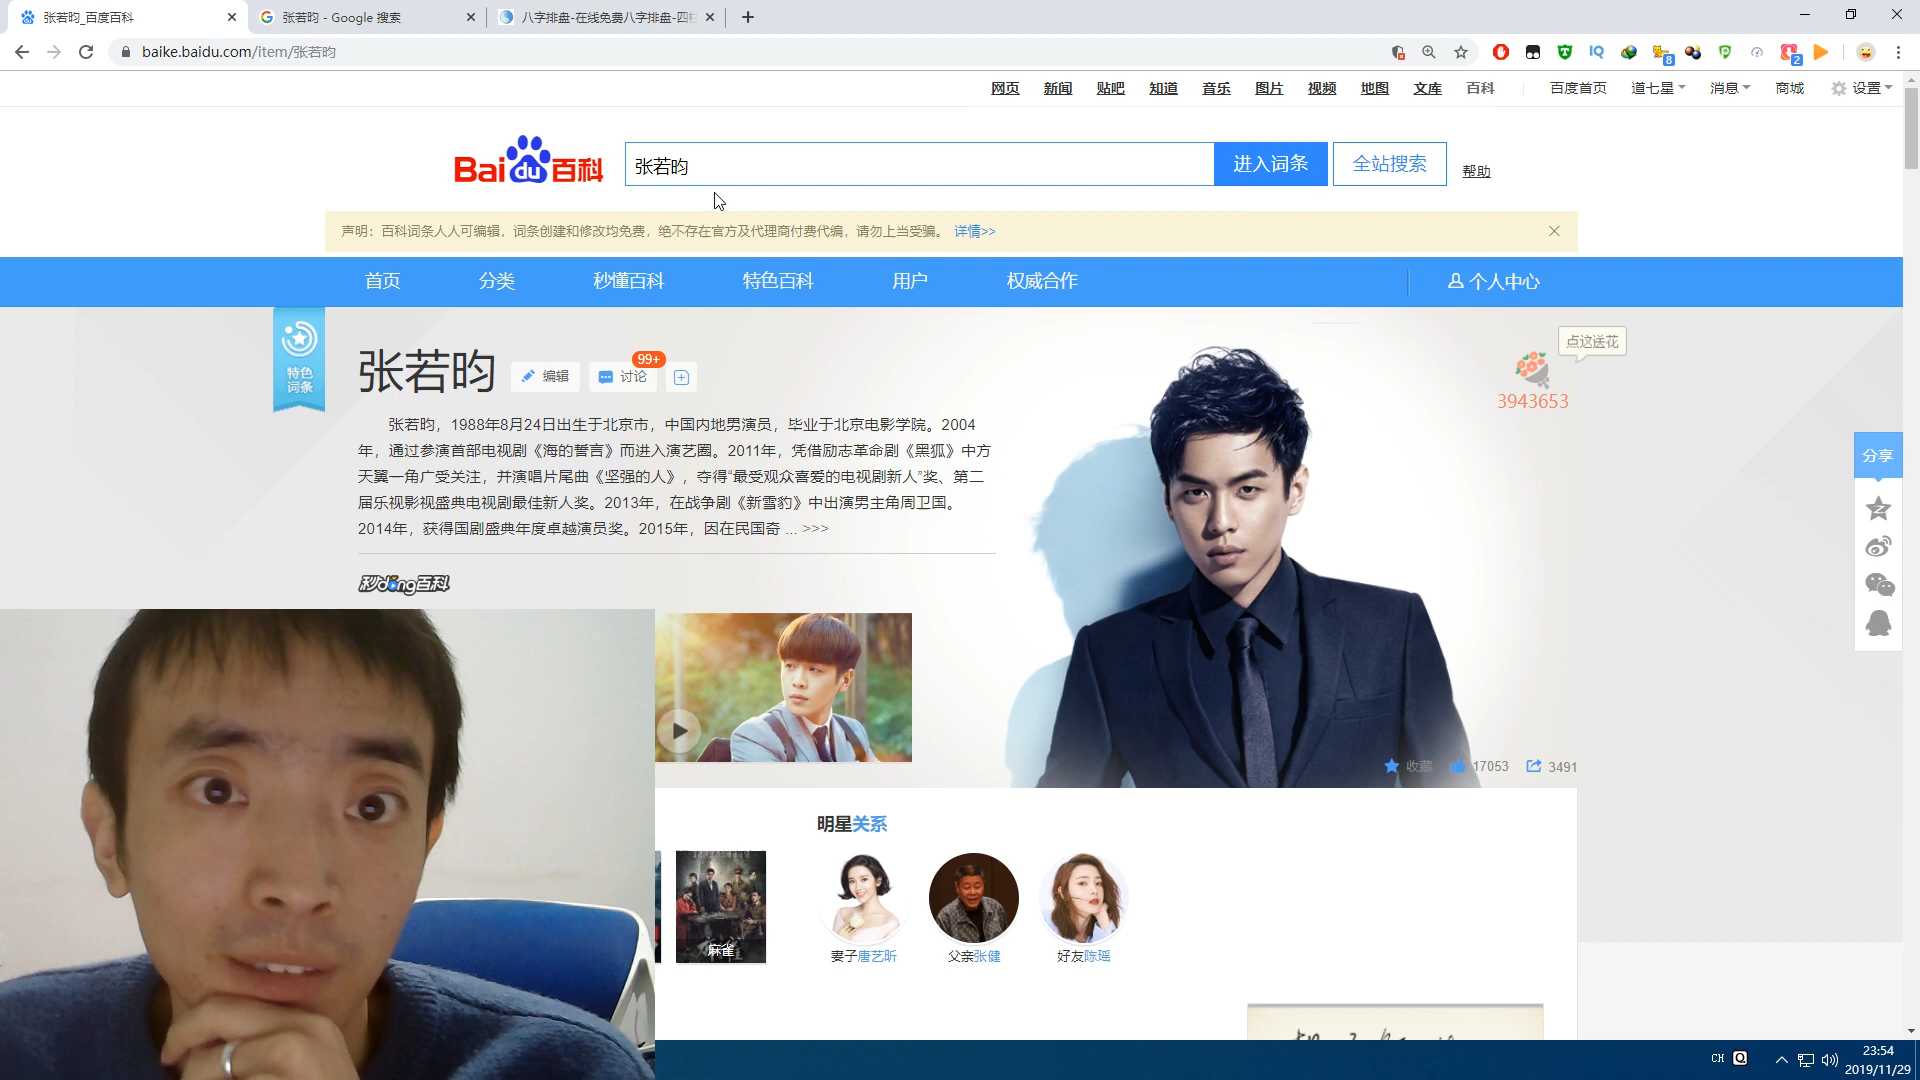 张若昀_百度百科
张若昀 - Google 搜索
八字排盘-在线免费八字排盘-四柱
baike.baidu.com/item/张若昀
8
2
网页 新闻 贴吧 知道 音乐 图片 视频 地图 文库 百科 百度首页 道七星 消息 商城 设置
Baidu百科
张若昀
进入词条
全站搜索
帮助
声明：百科词条人人可编辑，词条创建和修改均免费，绝不存在官方及代理商付费代编，请勿上当受骗。 详情>>
首页 分类 秒懂百科 特色百科 用户 权威合作 个人中心
特色
词条
点这送花
3943653
张若昀
编辑
讨论
99+
张若昀，1988年8月24日出生于北京市，中国内地男演员，毕业于北京电影学院。2004
年，通过参演首部电视剧《海的誓言》而进入演艺圈。2011年，凭借励志革命剧《黑狐》中方
天翼一角广受关注，并演唱片尾曲《坚强的人》，夺得“最受观众喜爱的电视剧新人”奖、第二
届乐视影视盛典电视剧最佳新人奖。2013年，在战争剧《新雪豹》中出演男主角周卫国。
2014年，获得国剧盛典年度卓越演员奖。2015年，因在民国奇 ... >>>
秒dǒng百科
分享
收藏 17053 3491
明星关系
麻雀
妻子唐艺昕
父亲张健
好友陈瑶
CH
23:54
2019/11/29